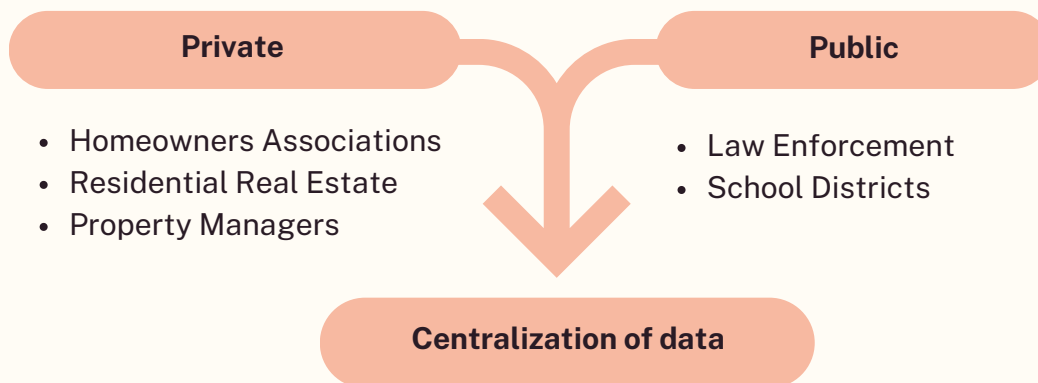 Private
• Homeowners Associations
• Residential Real Estate
• Property Managers
Public
• Law Enforcement
• School Districts
Centralization of data